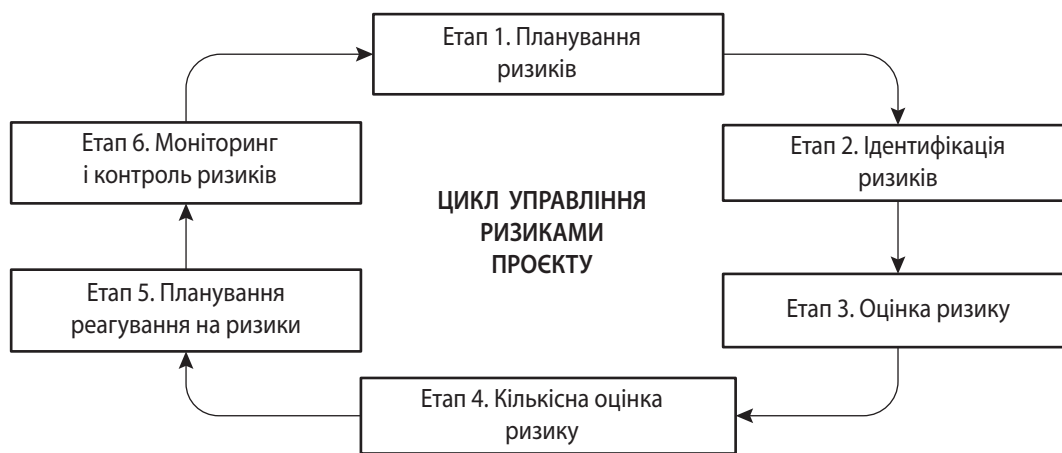 Етап 1. Планування
ризиків
Етап 2. Ідентифікація
ризиків
Етап 3. Оцінка ризику
Етап 4. Кількісна оцінка
ризику
Етап 5. Планування
реагування на ризики
Етап 6. Моніторинг
і контроль ризиків
ЦИКЛ УПРАВЛІННЯ
РИЗИКАМИ
ПРОЄКТУ